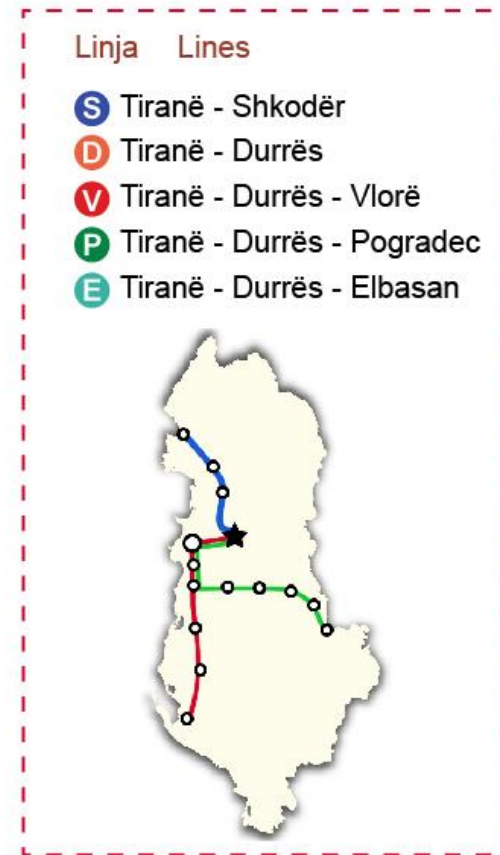 Linja Lines
S Tiranë - Shkodër
D Tiranë - Durrës
V Tiranë - Durrës - Vlorë
P Tiranë - Durrës - Pogradec
E Tiranë - Durrës - Elbasan